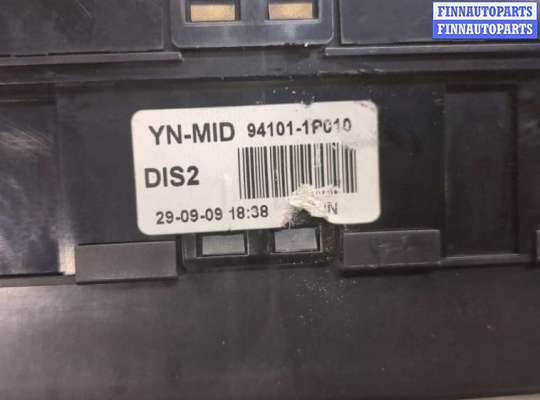 FINNAUTOPARTS
FINNAUTOPARTS
YN-MID 94101-1P010
DIS2
29-09-09 18:38